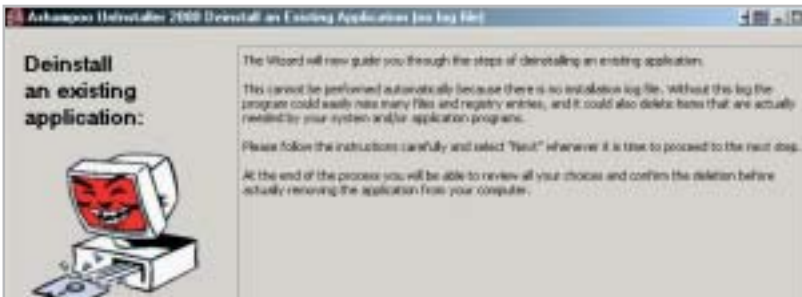 Ashampoo UnInstaller 2000 Deinstall an Existing Application (no log file)
Deinstall
an existing
application:
The Wizard will now guide you through the steps of deinstalling an existing application.
This cannot be performed automatically because there is no installation log file. Without this log the
program could easily miss many files and registry entries, and it could also delete items that are actually
needed by your system and/or application programs.
Please follow the instructions carefully and select "Next" whenever it is time to proceed to the next step.
At the end of the process you will be able to review all your choices and confirm the deletion before
actually removing the application from your computer.